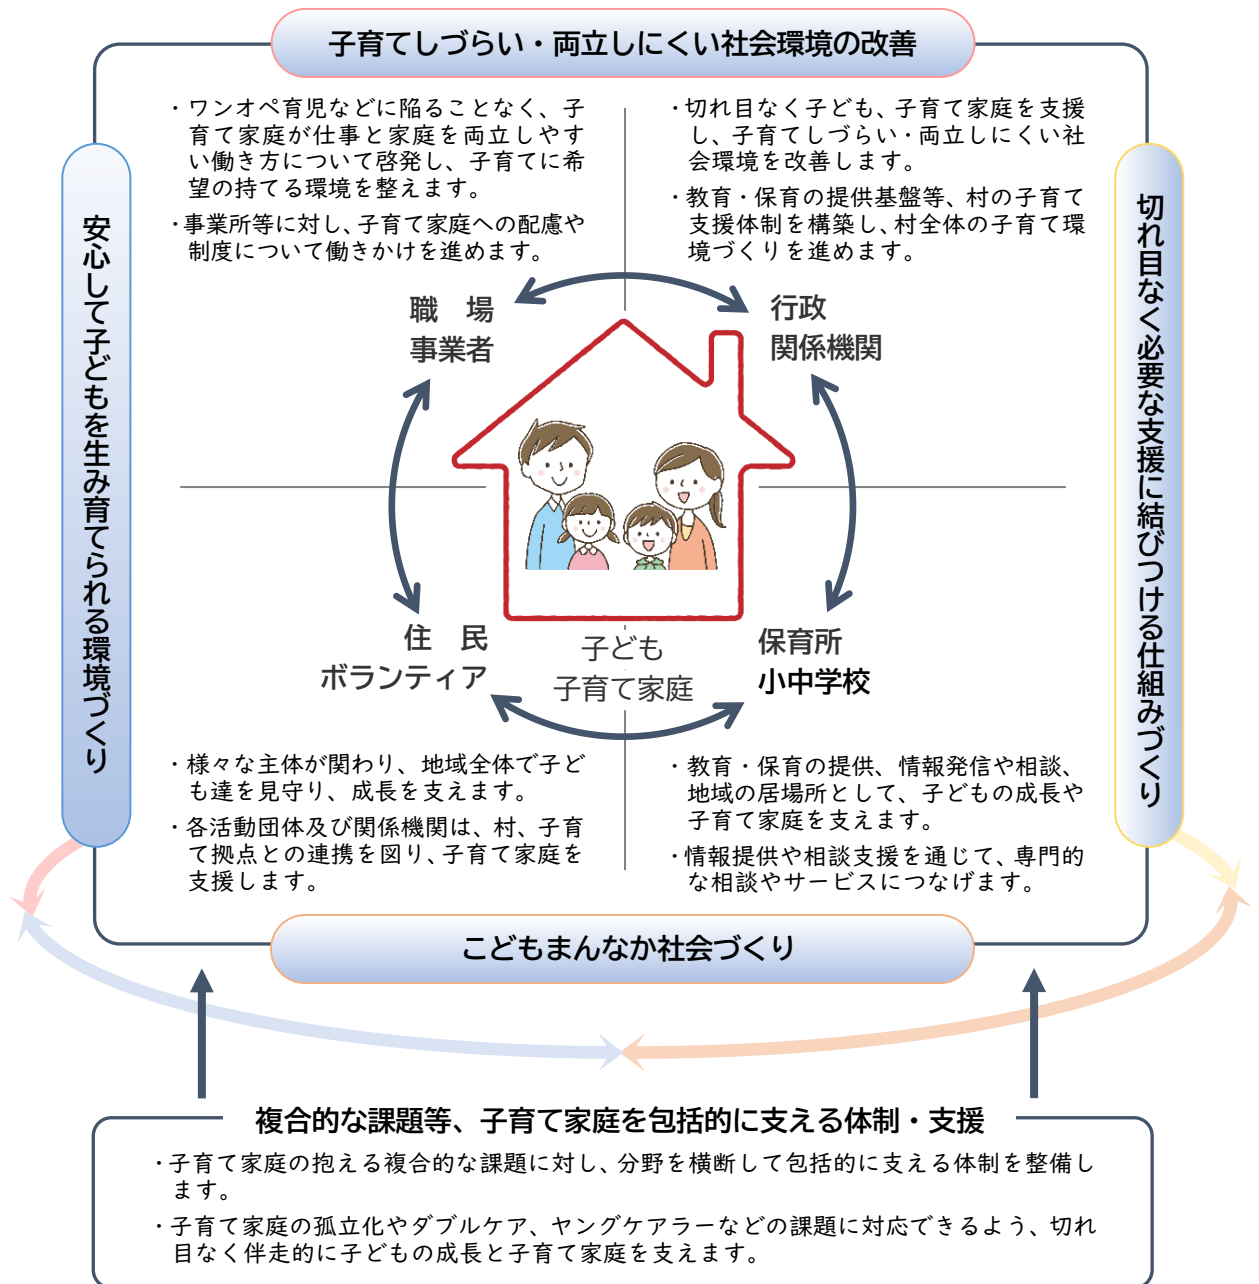 子育てしづらい・両立しにくい社会環境の改善
・ワンオペ育児などに陥ることなく、子
育て家庭が仕事と家庭を両立しやす
い働き方について啓発し、子育てに希
望の持てる環境を整えます。
・事業所等に対し、子育て家庭への配慮や
制度について働きかけを進めます。
・切れ目なく子ども、子育て家庭を支援
し、子育てしづらい・両立しにくい社
会環境を改善します。
・教育・保育の提供基盤等、村の子育て
支援体制を構築し、村全体の子育て環
境づくりを進めます。
安心して子どもを生み育てられる環境づくり
切れ目なく必要な支援に結びつける仕組みづくり
職　場
事業者
行政
関係機関
住　民
ボランティア
子ども
子育て家庭
保育所
小中学校
・様々な主体が関わり、地域全体で子ど
も達を見守り、成長を支えます。
・各活動団体及び関係機関は、村、子育
て拠点との連携を図り、子育て家庭を
支援します。
・教育・保育の提供、情報発信や相談、
地域の居場所として、子どもの成長や
子育て家庭を支えます。
・情報提供や相談支援を通じて、専門的
な相談やサービスにつなげます。
こどもまんなか社会づくり
複合的な課題等、子育て家庭を包括的に支える体制・支援
・子育て家庭の抱える複合的な課題に対し、分野を横断して包括的に支える体制を整備し
ます。
・子育て家庭の孤立化やダブルケア、ヤングケアラーなどの課題に対応できるよう、切れ
目なく伴走的に子どもの成長と子育て家庭を支えます。